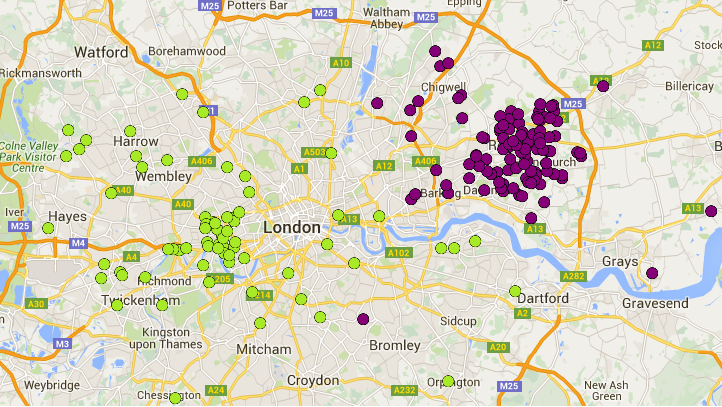 M25
Potters Bar
M25
Waltham
Abbey
M25
Epping
Watford
Borehamwood
A10
A12
Stock
Rickmansworth
Chigwell
Billericay
M25
Colne Valley
Park Visitor
Centre
Harrow
A406
A503
A1
A12
A406
Wembley
A40
A40
Iver
Hayes
M25
M4
London
A13
A13
A13
A4
A102
A205
Richmond
A282
Grays
A30
Twickenham
Dartford
Gravesend
A2
M3
Kingston
upon Thames
Mitcham
Sidcup
Bromley
A20
Weybridge
Croydon
Chessington
A24
A232
M25
New Ash
Green